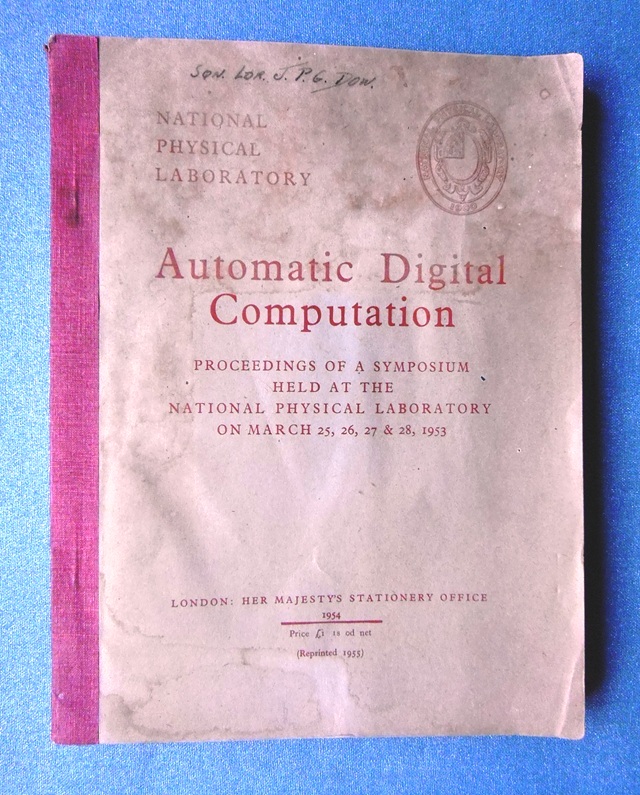 SQN. LDR. J. P. G. DOW.
NATIONAL
PHYSICAL
LABORATORY
Automatic Digital
Computation
PROCEEDINGS OF A SYMPOSIUM
HELD AT THE
NATIONAL PHYSICAL LABORATORY
ON MARCH 25, 26, 27 & 28, 1953
LONDON: HER MAJESTY'S STATIONERY OFFICE
1954
Price £1 1s 0d net
(Reprinted 1955)